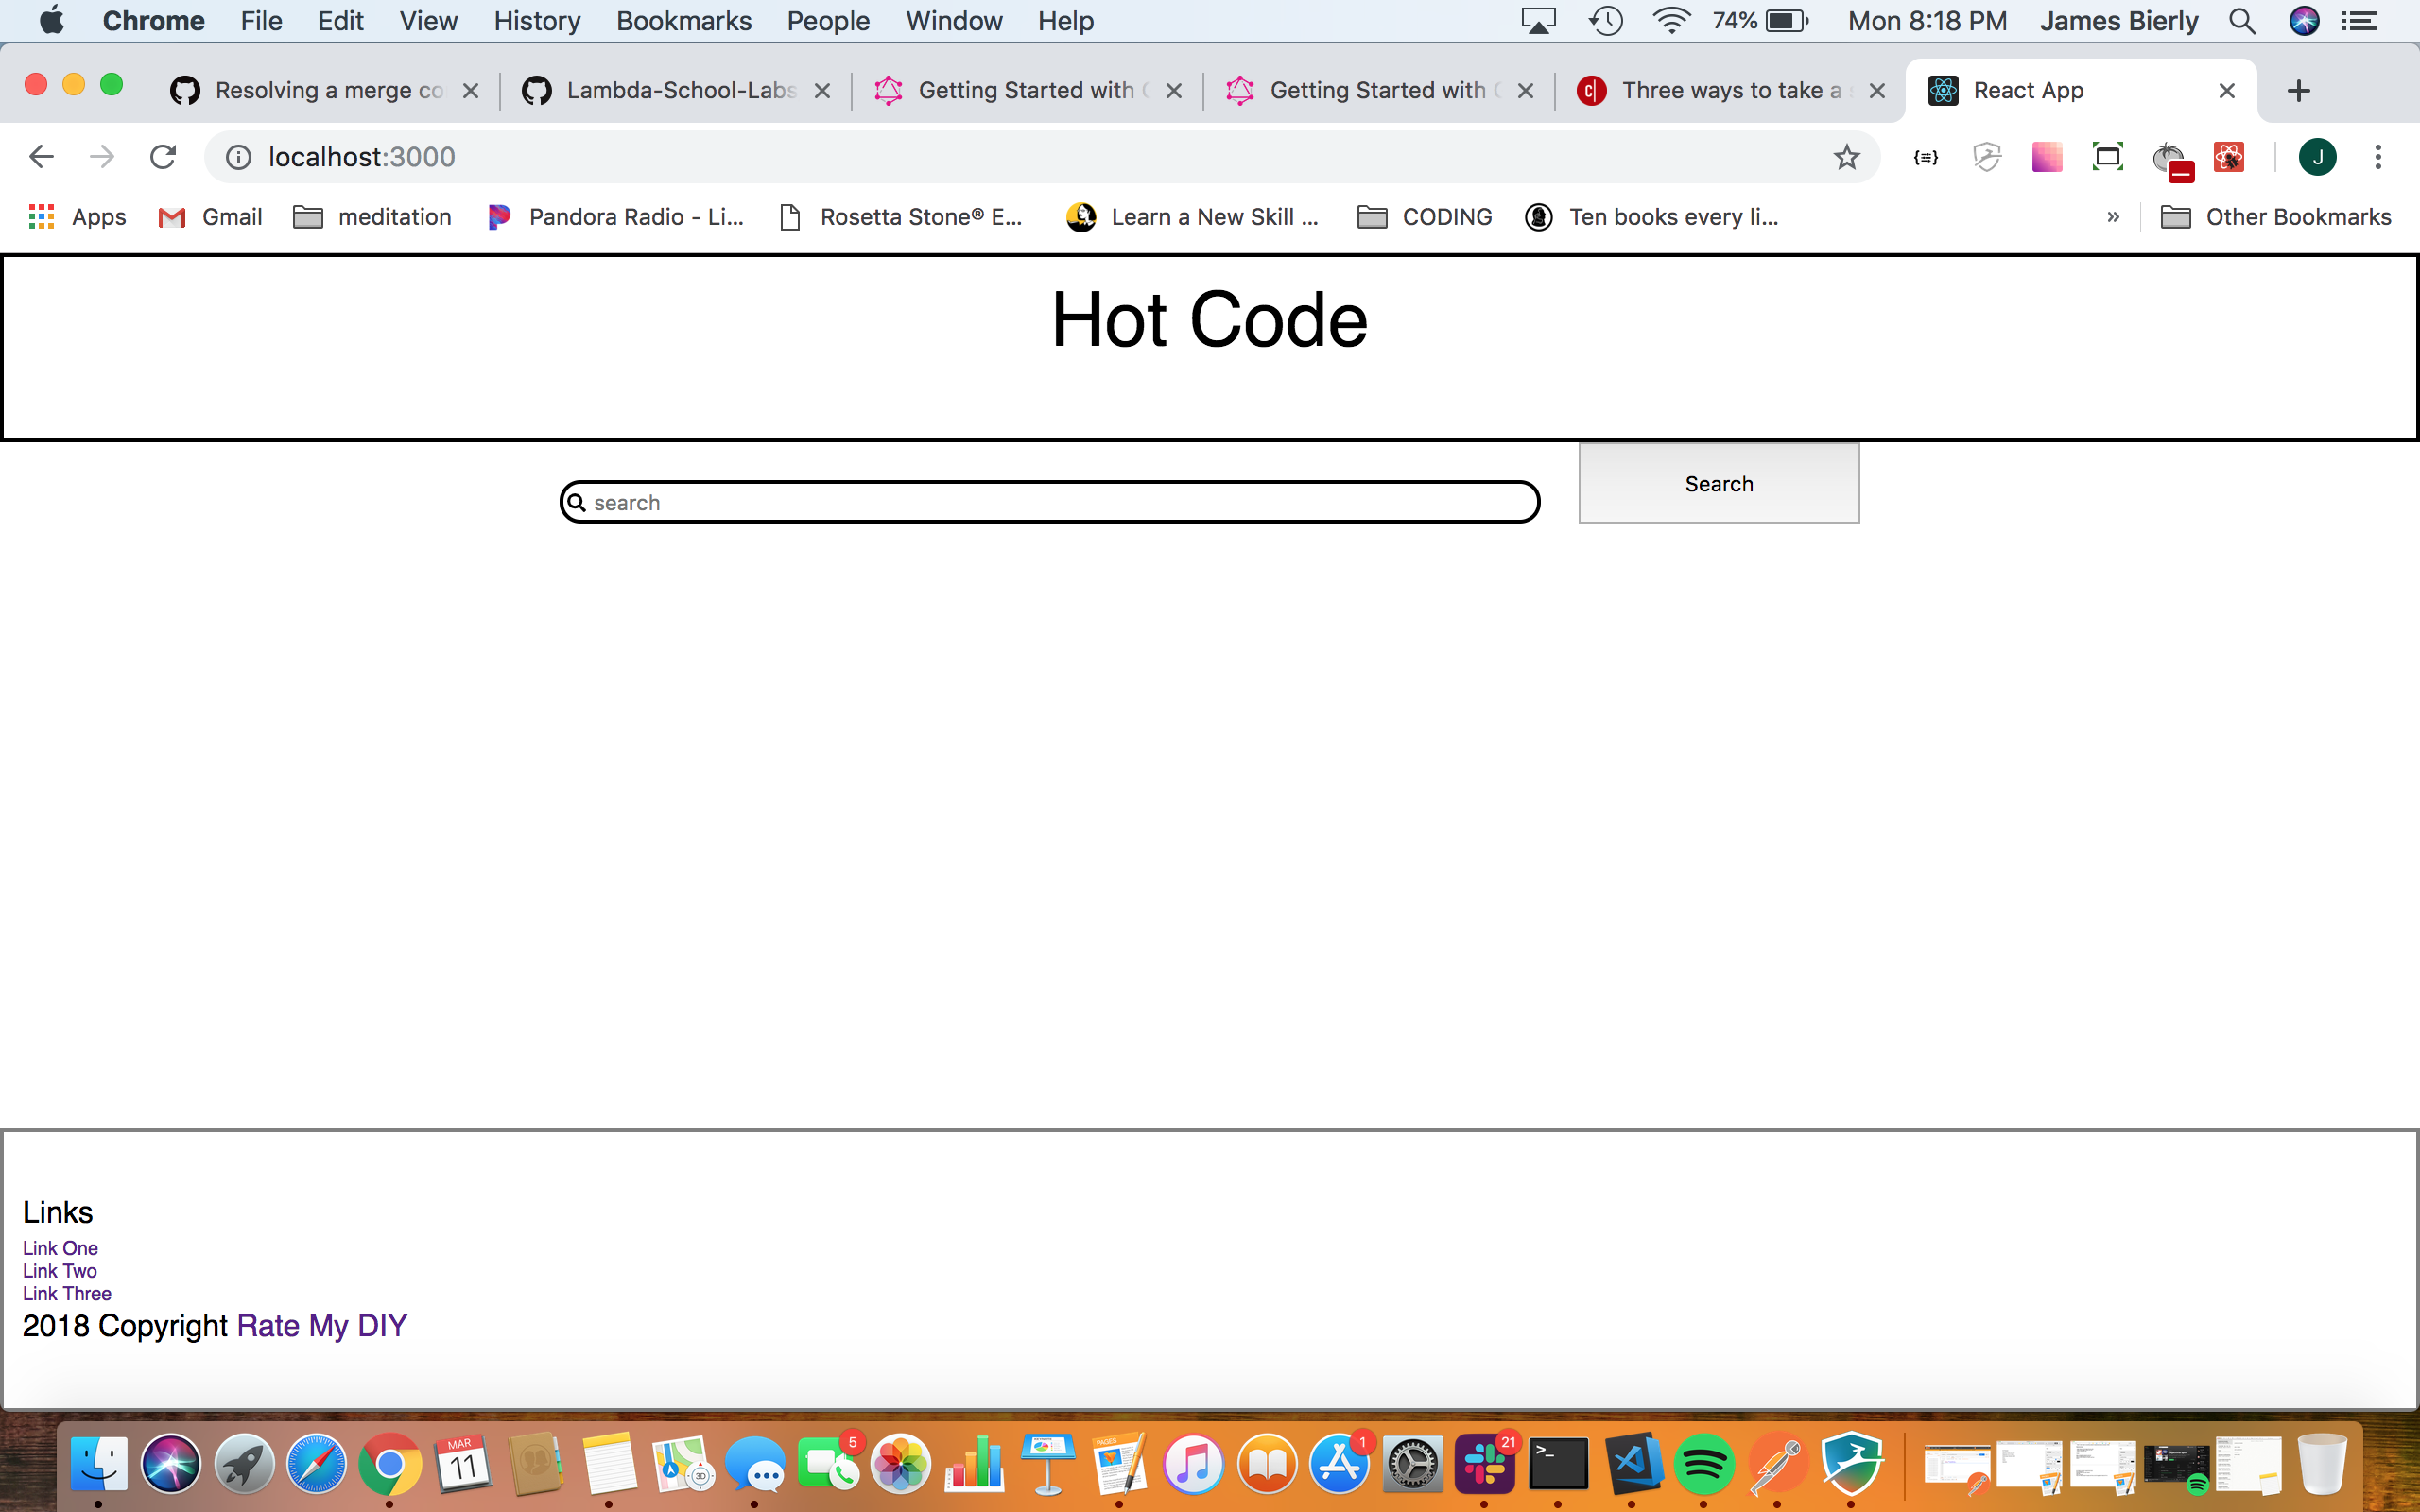 Chrome File Edit View History Bookmarks People Window Help 74% Mon 8:18 PM James Bierly
Resolving a merge co Lambda-School-Labs Getting Started with Getting Started with Three ways to take a React App
localhost:3000 J
Apps Gmail meditation Pandora Radio - Li... Rosetta Stone® E... Learn a New Skill ... CODING Ten books every li... » Other Bookmarks
Hot Code
search Search
Links
Link One
Link Two
Link Three
2018 Copyright Rate My DIY
MAR 11 3D 5 PAGES 1 21 >_